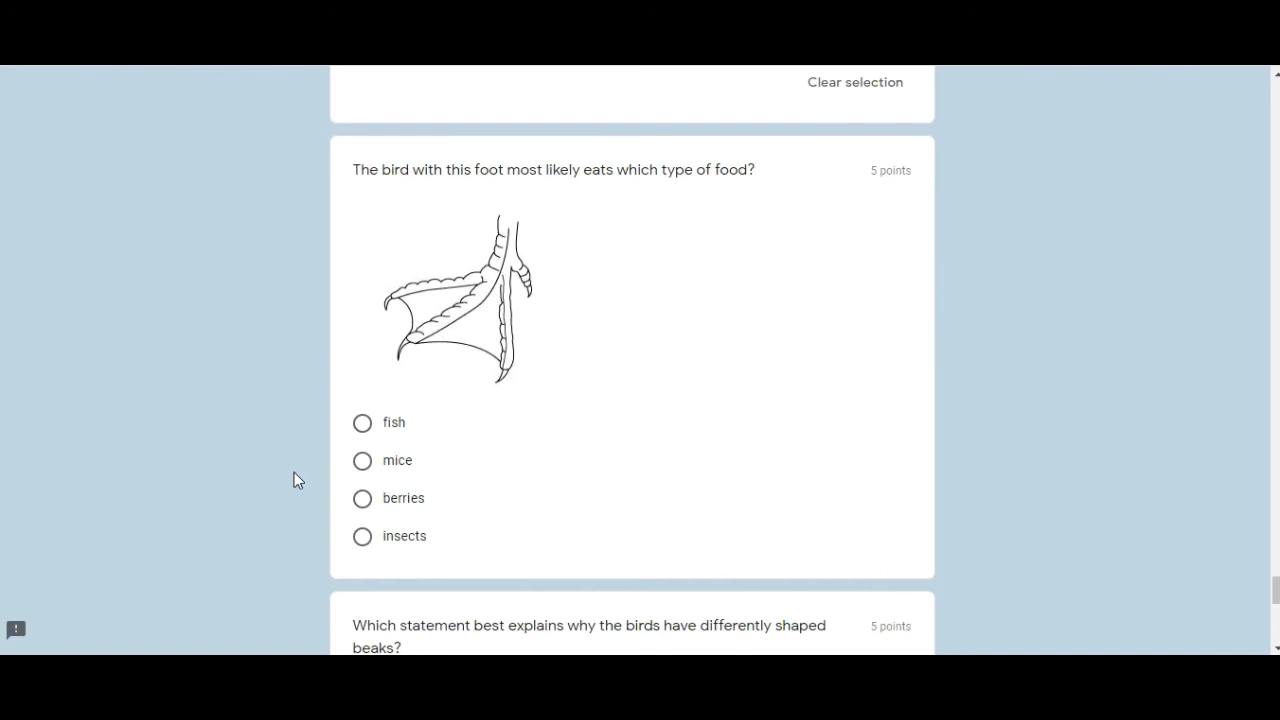 Clear selection
The bird with this foot most likely eats which type of food?
5 points
fish
mice
berries
insects
Which statement best explains why the birds have differently shaped
beaks?
5 points